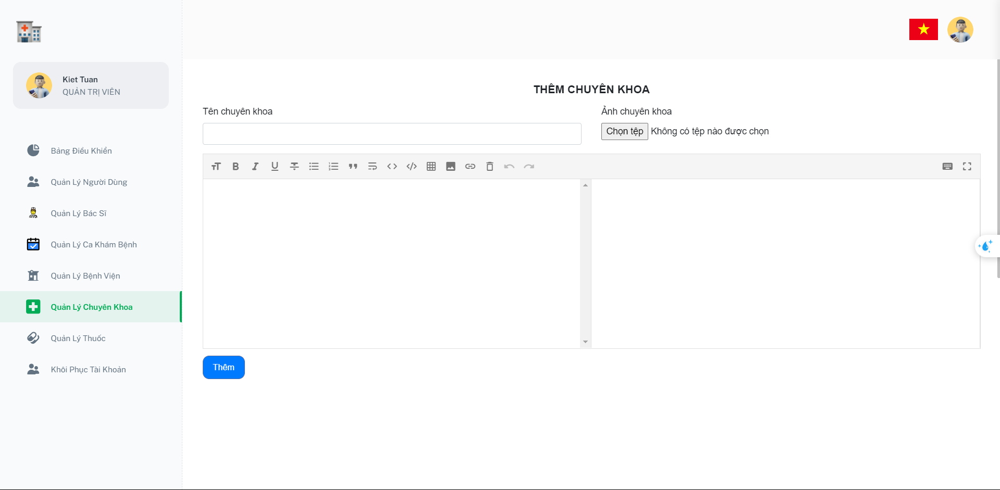 Kiet Tuan
QUẢN TRỊ VIÊN
Bảng Điều Khiển
Quản Lý Người Dùng
Quản Lý Bác Sĩ
Quản Lý Ca Khám Bệnh
Quản Lý Bệnh Viện
Quản Lý Chuyên Khoa
Quản Lý Thuốc
Khôi Phục Tài Khoản
THÊM CHUYÊN KHOA
Tên chuyên khoa
Ảnh chuyên khoa
Chọn tệp Không có tệp nào được chọn
Thêm